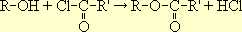 R–OH + Cl–C–R' → R–O–C–R' + HCl
O O